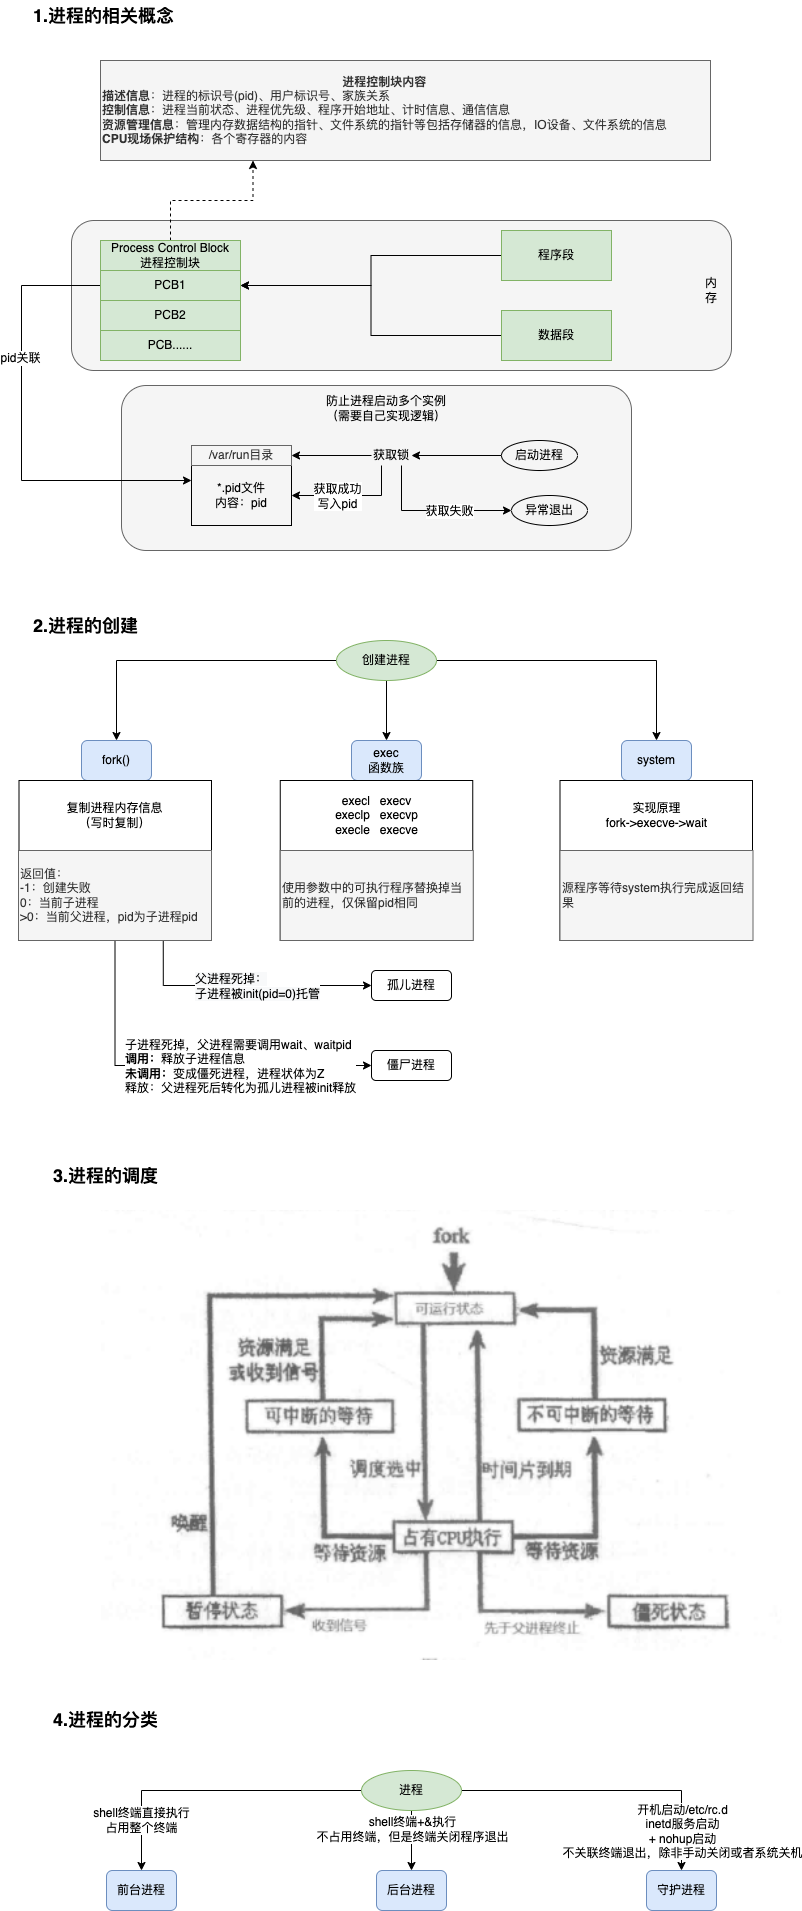 1.进程的相关概念
进程控制块内容
描述信息：进程的标识号(pid)、用户标识号、家族关系
控制信息：进程当前状态、进程优先级、程序开始地址、计时信息、通信信息
资源管理信息：管理内存数据结构的指针、文件系统的指针等包括存储器的信息，IO设备、文件系统的信息
CPU现场保护结构：各个寄存器的内容
Process Control Block
进程控制块
PCB1
PCB2
PCB......
程序段
数据段
内
存
pid关联
防止进程启动多个实例
（需要自己实现逻辑）
/var/run目录
*.pid文件
内容：pid
获取锁
启动进程
获取成功
写入pid
获取失败
异常退出
2.进程的创建
创建进程
fork()
复制进程内存信息
（写时复制）
返回值：
-1：创建失败
0：当前子进程
>0：当前父进程，pid为子进程pid
exec
函数族
execl execv
execlp execvp
execle execve
使用参数中的可执行程序替换掉当
前的进程，仅保留pid相同
system
实现原理
fork->execve->wait
源程序等待system执行完成返回结
果
父进程死掉：
子进程被init(pid=0)托管
孤儿进程
子进程死掉，父进程需要调用wait、waitpid
调用：释放子进程信息
未调用：变成僵死进程，进程状体为Z
释放：父进程死后转化为孤儿进程被init释放
僵尸进程
3.进程的调度
fork
可运行状态
资源满足
或收到信号
资源满足
可中断的等待
不可中断的等待
调度选中
时间片到期
唤醒
占有CPU执行
等待资源
等待资源
暂停状态
收到信号
先于父进程终止
僵死状态
4.进程的分类
进程
shell终端直接执行
占用整个终端
前台进程
shell终端+&执行
不占用终端，但是终端关闭程序退出
后台进程
开机启动/etc/rc.d
inetd服务启动
+ nohup启动
不关联终端退出，除非手动关闭或者系统关机
守护进程